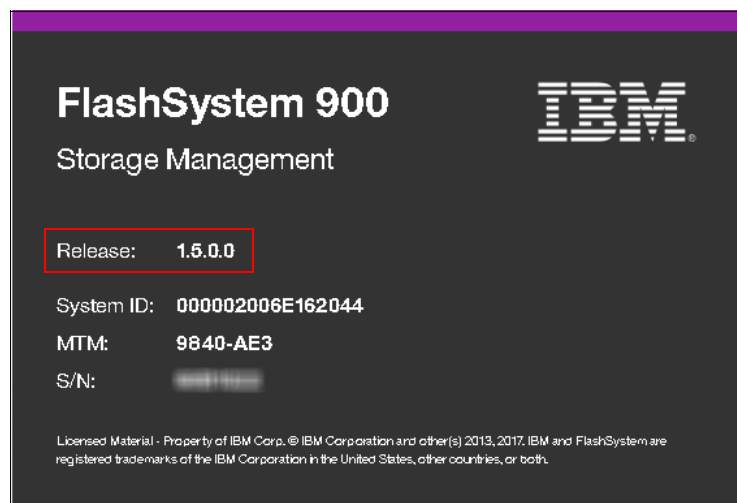 FlashSystem 900
IBM®
Storage Management
Release: 1.5.0.0
System ID: 000002006E162044
MTM: 9840-AE3
S/N:
Licensed Material - Property of IBM Corp. © IBM Corporation and other(s) 2013, 2017. IBM and FlashSystem are
registered trademarks of the IBM Corporation in the United States, other countries, or both.